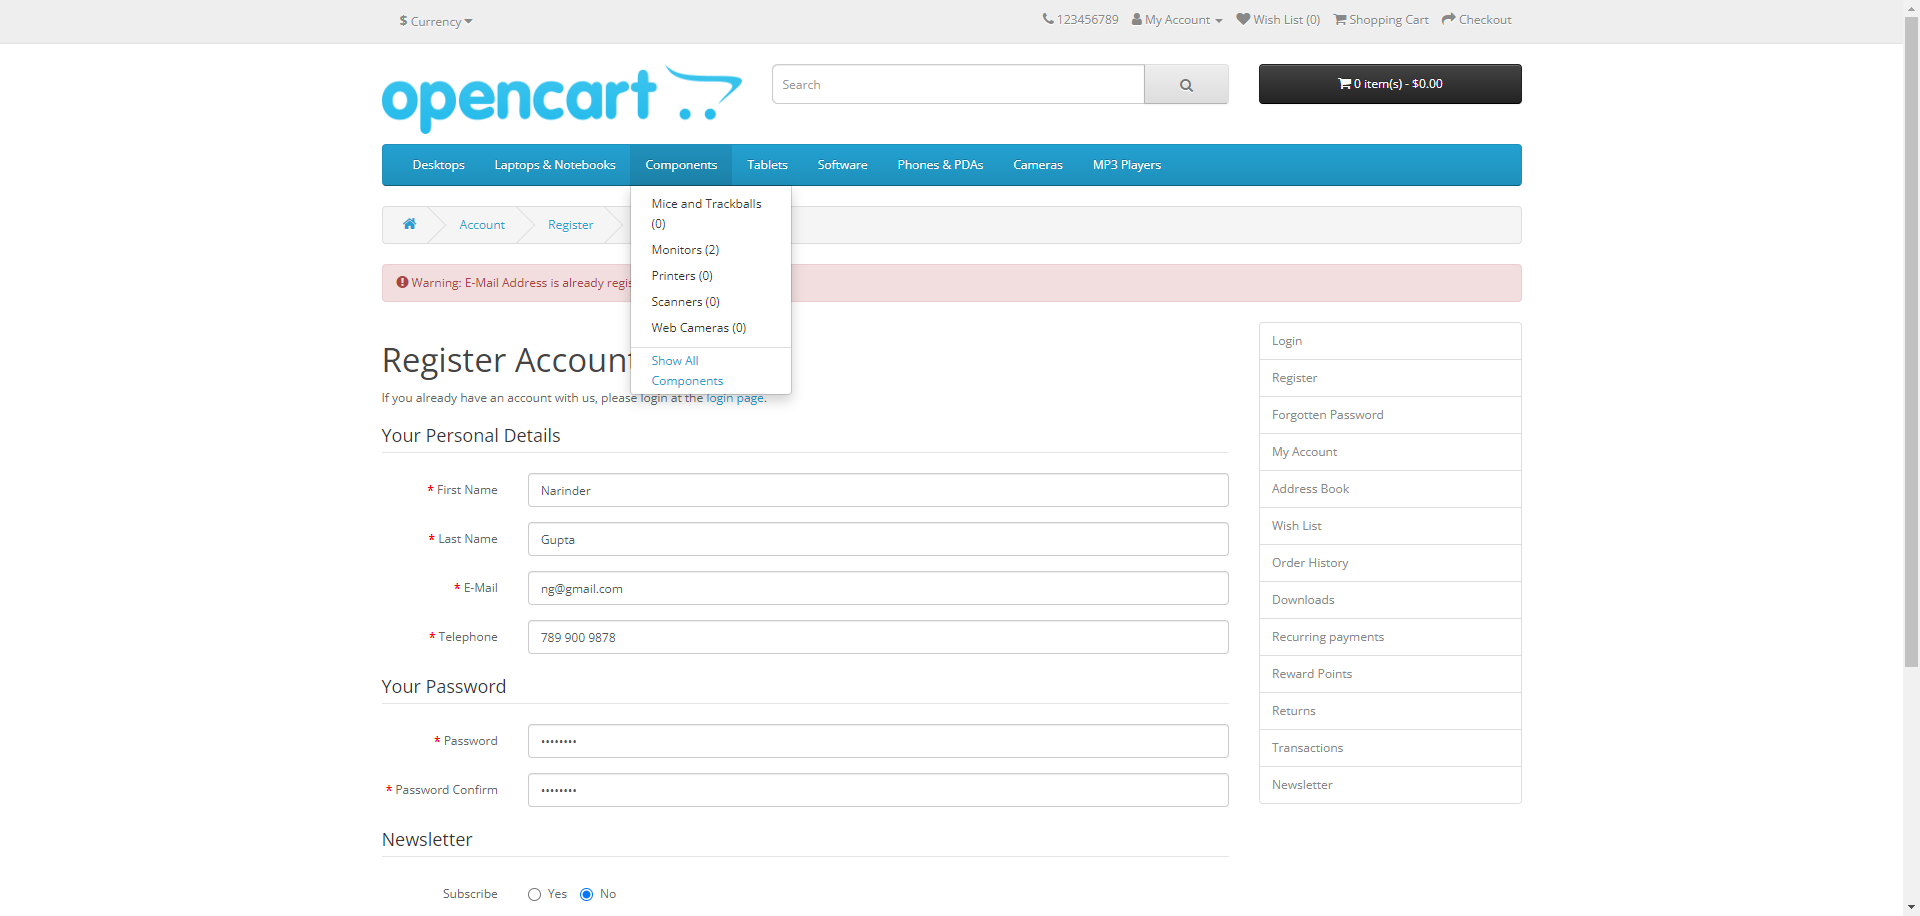 $ Currency
123456789 My Account Wish List (0) Shopping Cart Checkout
opencart
Search
0 item(s) - $0.00
Desktops Laptops & Notebooks Components Tablets Software Phones & PDAs Cameras MP3 Players
Mice and Trackballs
(0)
Monitors (2)
Printers (0)
Scanners (0)
Web Cameras (0)
Show All
Components
Account Register
Warning: E-Mail Address is already regis
Register Account
If you already have an account with us, please login at the login page.
Your Personal Details
* First Name Narinder
* Last Name Gupta
* E-Mail ng@gmail.com
* Telephone 789 900 9878
Your Password
* Password ••••••••
* Password Confirm ••••••••
Newsletter
Subscribe Yes No
Login
Register
Forgotten Password
My Account
Address Book
Wish List
Order History
Downloads
Recurring payments
Reward Points
Returns
Transactions
Newsletter